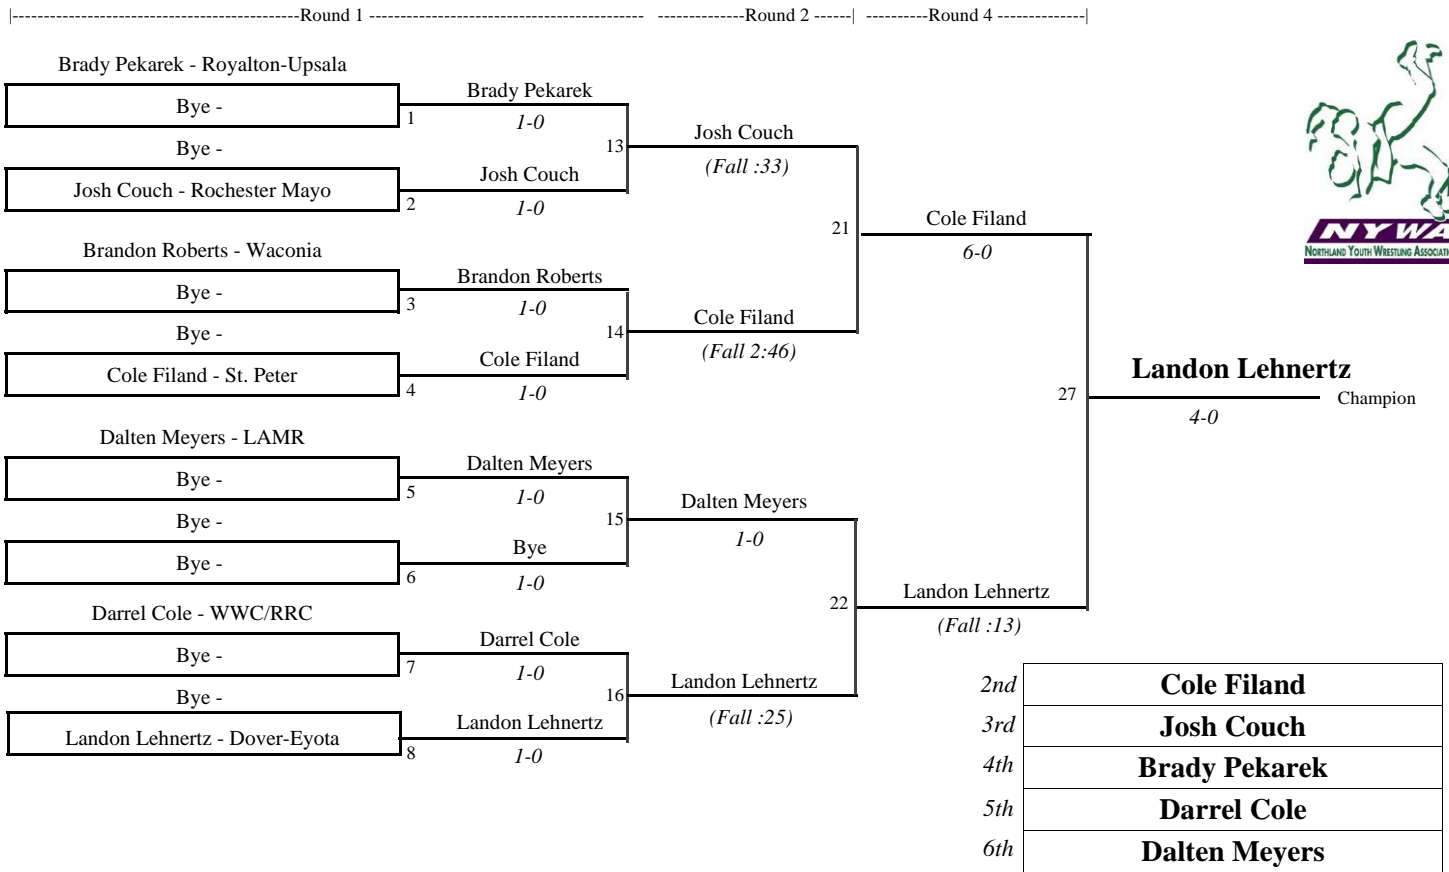 |--------------------------------------------Round 1 ------------------------------------------ -------------Round 2 ------| ----------Round 4 --------------|
Brady Pekarek - Royalton-Upsala
Bye -
1
Brady Pekarek
1-0
Bye -
Josh Couch - Rochester Mayo
2
Josh Couch
1-0
13
Josh Couch
(Fall :33)
Brandon Roberts - Waconia
Bye -
3
Brandon Roberts
1-0
Bye -
Cole Filand - St. Peter
4
Cole Filand
1-0
14
Cole Filand
(Fall 2:46)
21
Cole Filand
6-0
Dalten Meyers - LAMR
Bye -
5
Dalten Meyers
1-0
Bye -
Bye -
6
Bye
1-0
15
Dalten Meyers
1-0
Darrel Cole - WWC/RRC
Bye -
7
Darrel Cole
1-0
Bye -
Landon Lehnertz - Dover-Eyota
8
Landon Lehnertz
1-0
16
Landon Lehnertz
(Fall :25)
22
Landon Lehnertz
(Fall :13)
27
Landon Lehnertz
Champion
4-0
NYWA
NORTHLAND YOUTH WRESTLING
2nd Cole Filand
3rd Josh Couch
4th Brady Pekarek
5th Darrel Cole
6th Dalten Meyers